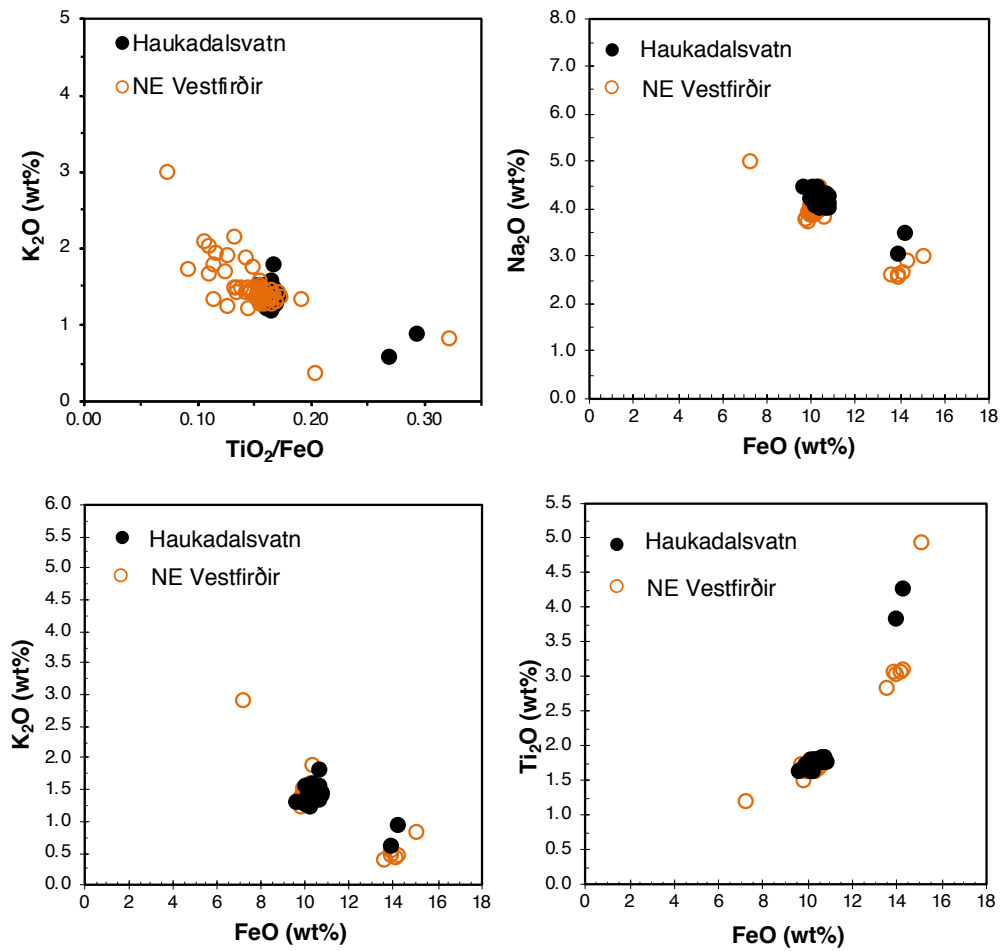 5
4
3
2
1
0
K₂O (wt%)
Haukadalsvatn
NE Vestfirðir
0.00 0.10 0.20 0.30
TiO₂/FeO
8.0
7.0
6.0
5.0
4.0
3.0
2.0
1.0
0.0
Na₂O (wt%)
Haukadalsvatn
NE Vestfirðir
0 2 4 6 8 10 12 14 16 18
FeO (wt%)
6.0
5.5
5.0
4.5
4.0
3.5
3.0
2.5
2.0
1.5
1.0
0.5
0.0
K₂O (wt%)
Haukadalsvatn
NE Vestfirðir
0.0 2 4 6 8 10 12 14 16 18
FeO (wt%)
5.5
5.0
4.5
4.0
3.5
3.0
2.5
2.0
1.5
1.0
0.5
0.0
Ti₂O (wt%)
Haukadalsvatn
NE Vestfirðir
0 2 4 6 8 10 12 14 16 18
FeO (wt%)